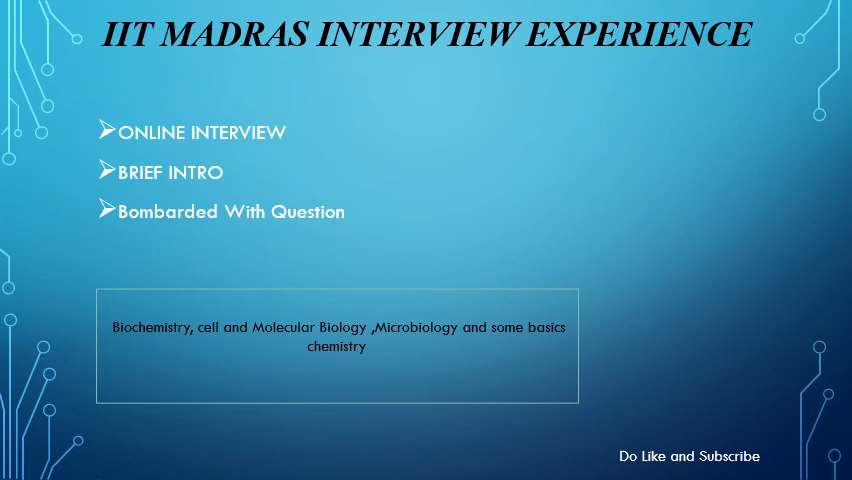 IIT MADRAS INTERVIEW EXPERIENCE
ONLINE INTERVIEW
BRIEF INTRO
Bombarded With Question
Biochemistry, cell and Molecular Biology ,Microbiology and some basics
chemistry
Do Like and Subscribe